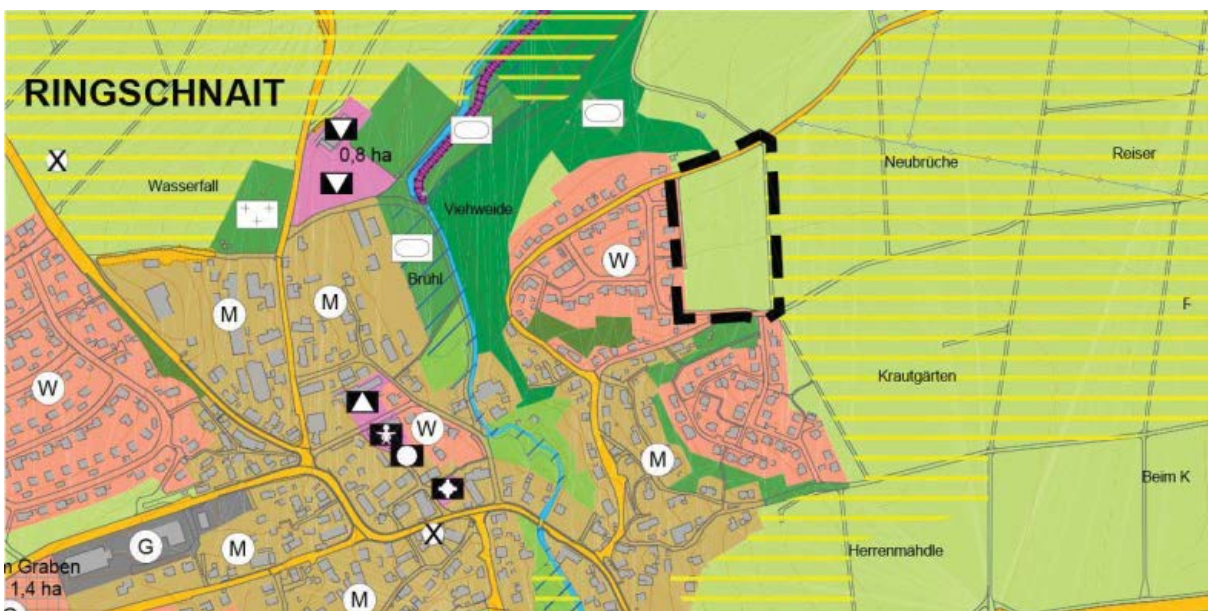 RINGSCHNAIT
0,8 ha
X
Wasserfall
Neubrüche
Reiser
Viehweide
W
Brühl
M
M
F
W
Krautgärten
W
M
Beim K
X
G
M
Herrenmähdle
n Graben
1,4 ha
M